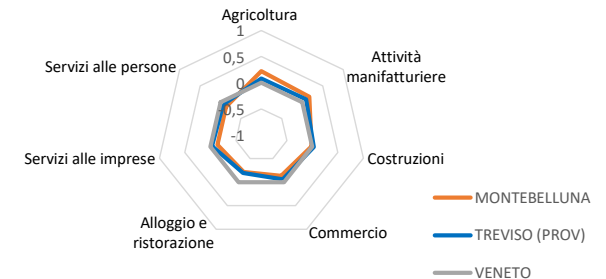 Agricoltura
1
0,5
0
-0,5
-1
Attività
manifatturiere
Costruzioni
Commercio
Alloggio e
ristorazione
Servizi alle imprese
Servizi alle persone
MONTEBELLUNA
TREVISO (PROV)
VENETO